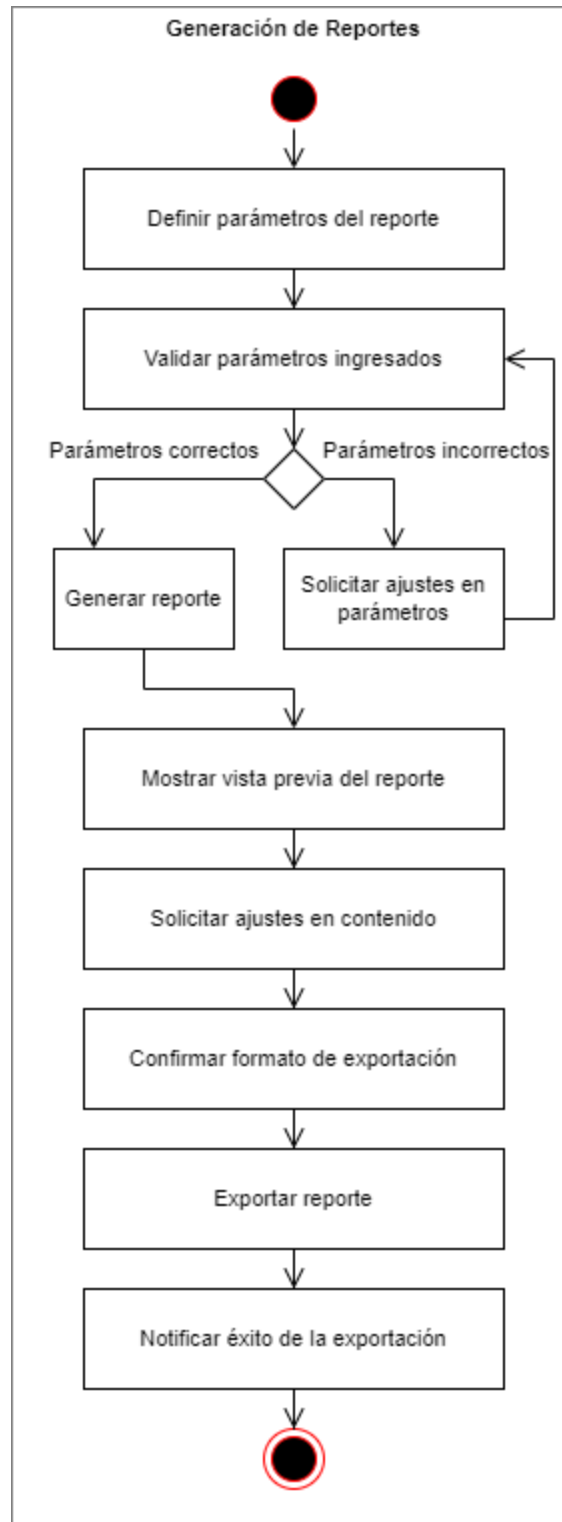 Generación de Reportes
Definir parámetros del reporte
Validar parámetros ingresados
Parámetros correctos
Parámetros incorrectos
Generar reporte
Solicitar ajustes en
parámetros
Mostrar vista previa del reporte
Solicitar ajustes en contenido
Confirmar formato de exportación
Exportar reporte
Notificar éxito de la exportación